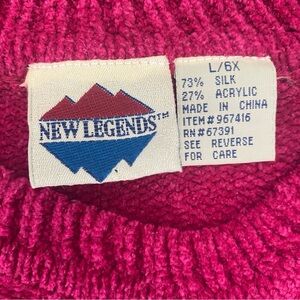 NEW LEGENDS™
L/6X
73% SILK
27% ACRYLIC
MADE IN CHINA
ITEM# 967416
RN# 67391
SEE REVERSE
FOR CARE